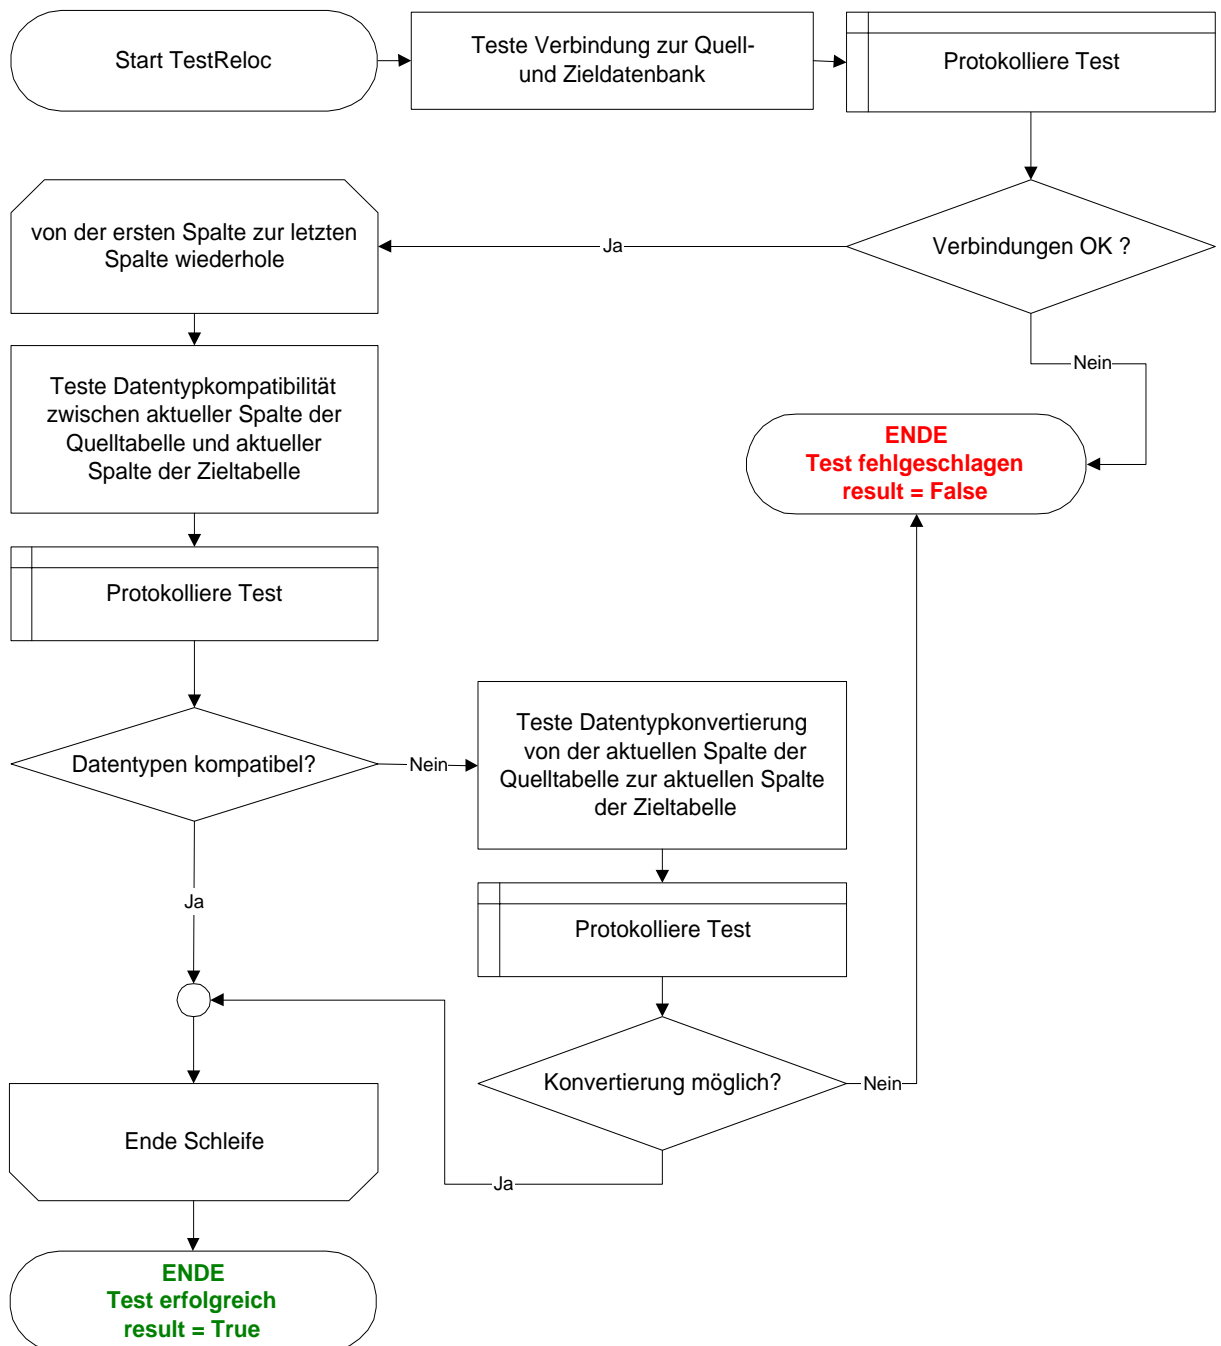 Start TestReloc
Teste Verbindung zur Quell-
und Zieldatenbank
Protokolliere Test
Verbindungen OK ?
Ja
Nein
von der ersten Spalte zur letzten
Spalte wiederhole
Teste Datentypkompatibilität
zwischen aktueller Spalte der
Quelltabelle und aktueller
Spalte der Zieltabelle
ENDE
Test fehlgeschlagen
result = False
Protokolliere Test
Datentypen kompatibel?
Nein
Teste Datentypkonvertierung
von der aktuellen Spalte der
Quelltabelle zur aktuellen Spalte
der Zieltabelle
Ja
Protokolliere Test
Konvertierung möglich?
Nein
Ja
Ende Schleife
ENDE
Test erfolgreich
result = True